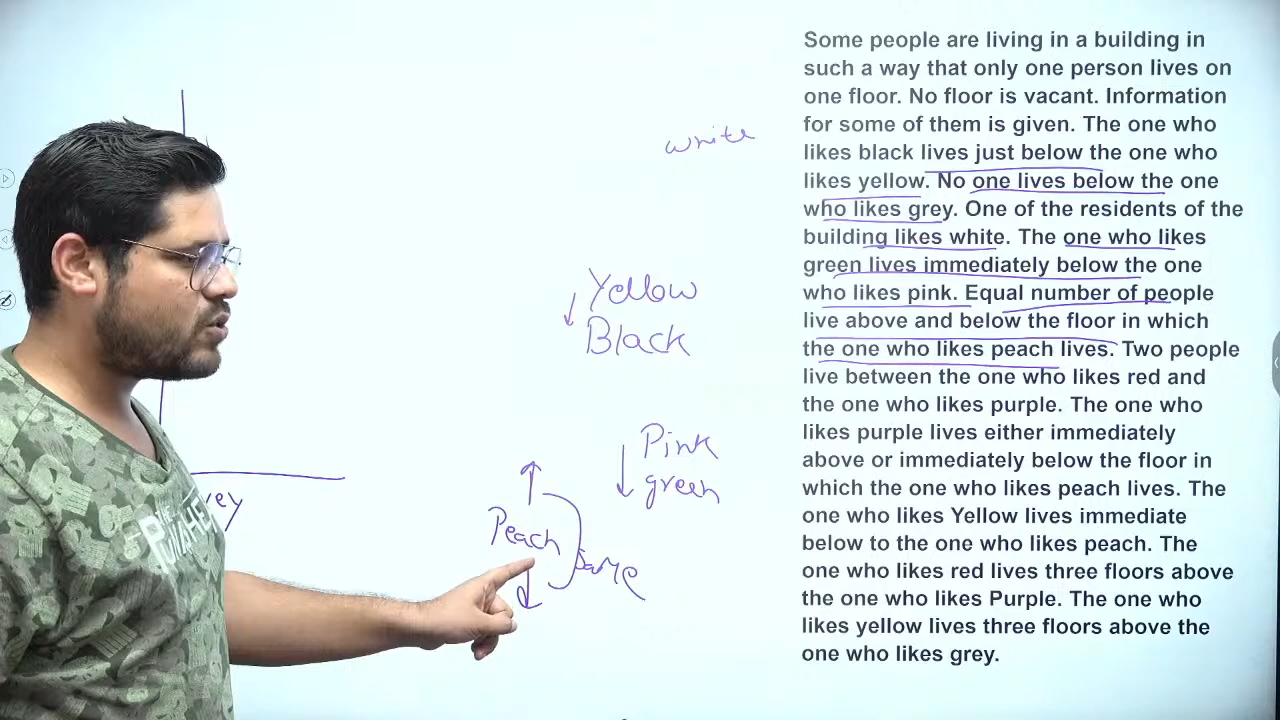 Some people are living in a building in
such a way that only one person lives on
one floor. No floor is vacant. Information
for some of them is given. The one who
likes black lives just below the one who
likes yellow. No one lives below the one
who likes grey. One of the residents of the
building likes white. The one who likes
green lives immediately below the one
who likes pink. Equal number of people
live above and below the floor in which
the one who likes peach lives. Two people
live between the one who likes red and
the one who likes purple. The one who
likes purple lives either immediately
above or immediately below the floor in
which the one who likes peach lives. The
one who likes Yellow lives immediate
below to the one who likes peach. The
one who likes red lives three floors above
the one who likes Purple. The one who
likes yellow lives three floors above the
one who likes grey.
white
Yellow
Black
Pink
green
Peach
Same